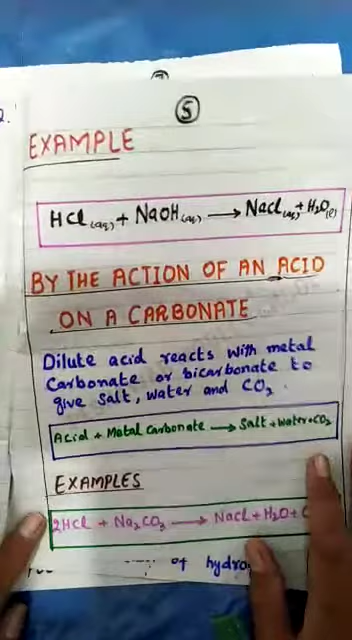 2.
5
EXAMPLE
HCl(aq) + NaOH(aq) → Nacl(aq) + H2O(l)
BY THE ACTION OF AN ACID
ON A CARBONATE
Dilute acid reacts with metal
Carbonate or bicarbonate to
give salt, water and CO2.
Acid + Metal Carbonate → Salt + Water + CO2
EXAMPLES
2HCl + Na2CO3 → NaCl + H2O + C
of hydro